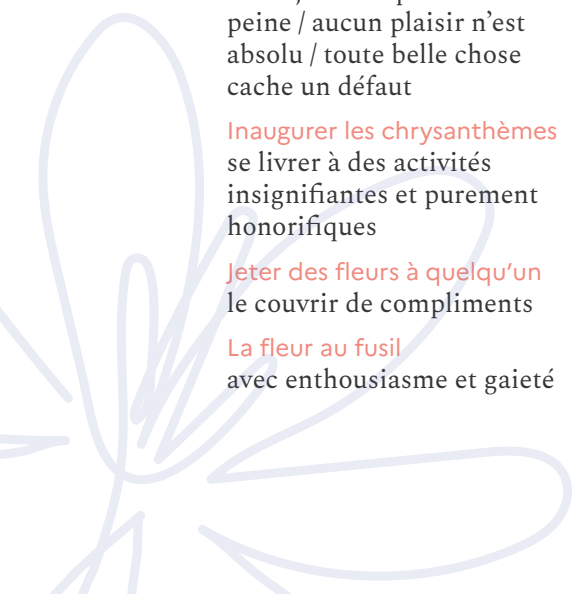 peine / aucun plaisir n’est
absolu / toute belle chose
cache un défaut
Inaugurer les chrysanthèmes
se livrer à des activités
insignifiantes et purement
honorifiques
Jeter des fleurs à quelqu’un
le couvrir de compliments
La fleur au fusil
avec enthousiasme et gaieté